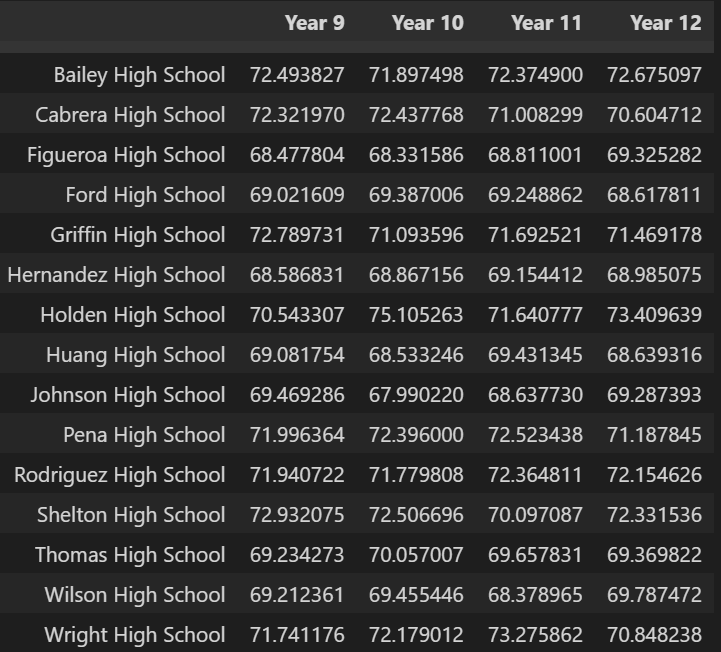 Year 9 Year 10 Year 11 Year 12
Bailey High School 72.493827 71.897498 72.374900 72.675097
Cabrera High School 72.321970 72.437768 71.008299 70.604712
Figueroa High School 68.477804 68.331586 68.811001 69.325282
Ford High School 69.021609 69.387006 69.248862 68.617811
Griffin High School 72.789731 71.093596 71.692521 71.469178
Hernandez High School 68.586831 68.867156 69.154412 68.985075
Holden High School 70.543307 75.105263 71.640777 73.409639
Huang High School 69.081754 68.533246 69.431345 68.639316
Johnson High School 69.469286 67.990220 68.637730 69.287393
Pena High School 71.996364 72.396000 72.523438 71.187845
Rodriguez High School 71.940722 71.779808 72.364811 72.154626
Shelton High School 72.932075 72.506696 70.097087 72.331536
Thomas High School 69.234273 70.057007 69.657831 69.369822
Wilson High School 69.212361 69.455446 68.378965 69.787472
Wright High School 71.741176 72.179012 73.275862 70.848238